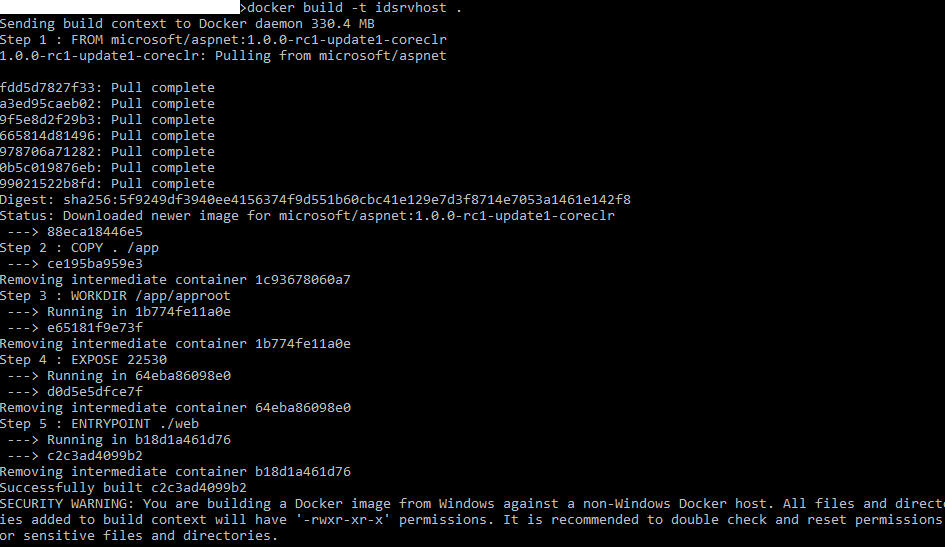 >docker build -t idsrvhost .
Sending build context to Docker daemon 330.4 MB
Step 1 : FROM microsoft/aspnet:1.0.0-rc1-update1-coreclr
1.0.0-rc1-update1-coreclr: Pulling from microsoft/aspnet
fdd5d7827f33: Pull complete
a3ed95caeb02: Pull complete
9f5e8d2f29b3: Pull complete
665814d81496: Pull complete
978706a71282: Pull complete
0b5c019876eb: Pull complete
99021522b8fd: Pull complete
Digest: sha256:5f9249df3940ee4156374f9d551b60cbc41e129e7d3f8714e7053a1461e142f8
Status: Downloaded newer image for microsoft/aspnet:1.0.0-rc1-update1-coreclr
 ---> 88eca18446e5
Step 2 : COPY . /app
 ---> ce195ba959e3
Removing intermediate container 1c93678060a7
Step 3 : WORKDIR /app/approot
 ---> Running in 1b774fe11a0e
 ---> e65181f9e73f
Removing intermediate container 1b774fe11a0e
Step 4 : EXPOSE 22530
 ---> Running in 64eba86098e0
 ---> d0d5e5dfce7f
Removing intermediate container 64eba86098e0
Step 5 : ENTRYPOINT ./web
 ---> Running in b18d1a461d76
 ---> c2c3ad4099b2
Removing intermediate container b18d1a461d76
Successfully built c2c3ad4099b2
SECURITY WARNING: You are building a Docker image from Windows against a non-Windows Docker host. All files and directo
ies added to build context will have '-rwxr-xr-x' permissions. It is recommended to double check and reset permissions
or sensitive files and directories.